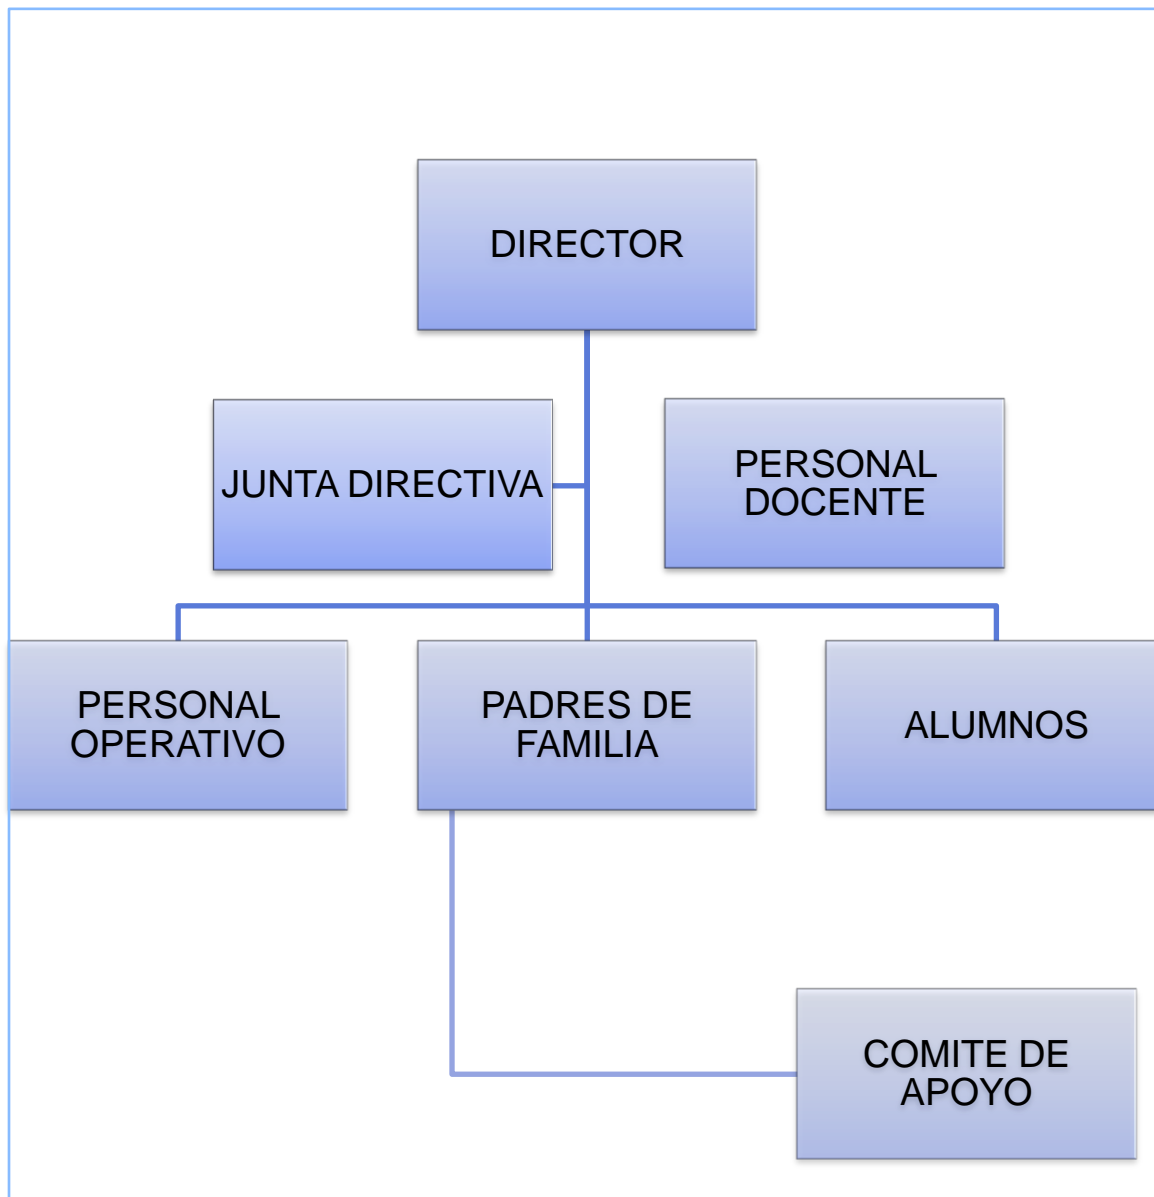 DIRECTOR
JUNTA DIRECTIVA
PERSONAL
DOCENTE
PERSONAL
OPERATIVO
PADRES DE
FAMILIA
ALUMNOS
COMITE DE
APOYO